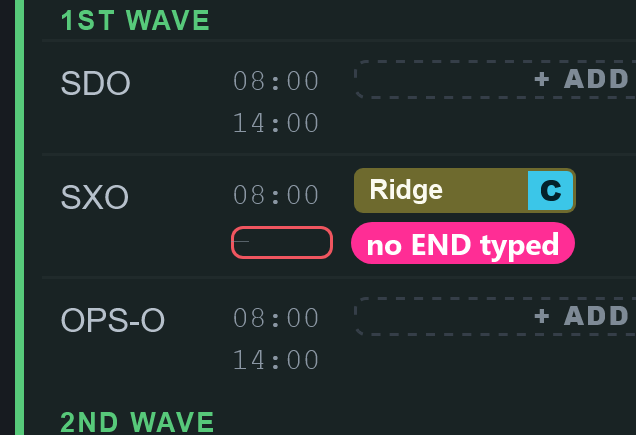 1ST WAVE
SDO 08:00 + ADD
14:00
SXO 08:00 Ridge C
— no END typed
OPS-O 08:00 + ADD
14:00
2ND WAVE